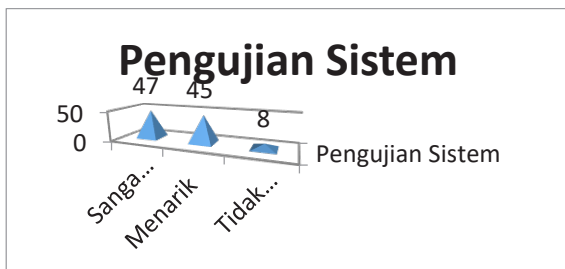 Pengujian Sistem
47
45
8
50
0
Pengujian Sistem
Sanga...
Menarik
Tidak...